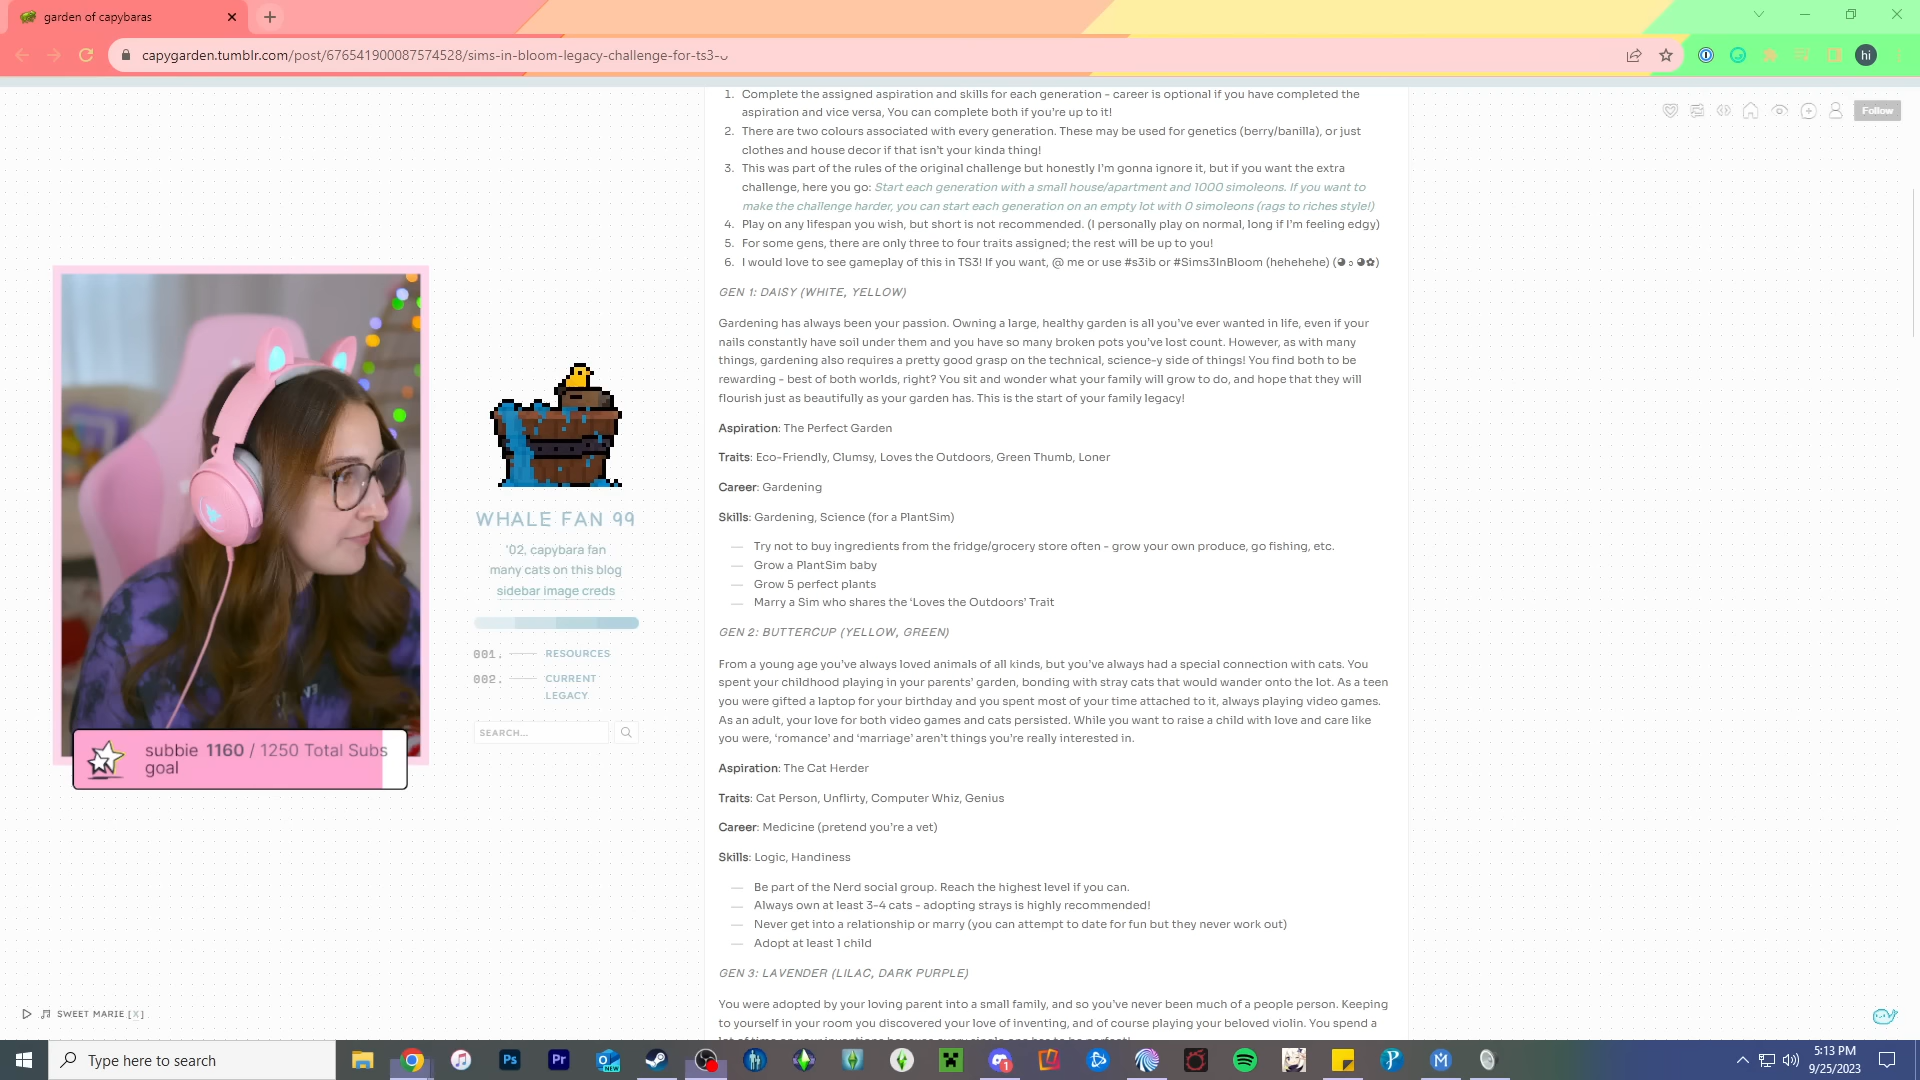 garden of capybaras
capygarden.tumblr.com/post/676541900087574528/sims-in-bloom-legacy-challenge-for-ts3-
hi
Follow
1. Complete the assigned aspiration and skills for each generation - career is optional if you have completed the
aspiration and vice versa, You can complete both if you're up to it!
2. There are two colours associated with every generation. These may be used for genetics (berry/banilla), or just
clothes and house decor if that isn't your kinda thing!
3. This was part of the rules of the original challenge but honestly I'm gonna ignore it, but if you want the extra
challenge, here you go: Start each generation with a small house/apartment and 1000 simoleons. If you want to
make the challenge harder, you can start each generation on an empty lot with 0 simoleons (rags to riches style!)
4. Play on any lifespan you wish, but short is not recommended. (I personally play on normal, long if I'm feeling edgy)
5. For some gens, there are only three to four traits assigned; the rest will be up to you!
6. I would love to see gameplay of this in TS3! If you want, @ me or use #s3ib or #Sims3InBloom (hehehehe) (◕ ᴗ ◕✿)
GEN 1: DAISY (WHITE, YELLOW)
Gardening has always been your passion. Owning a large, healthy garden is all you've ever wanted in life, even if your
nails constantly have soil under them and you have so many broken pots you've lost count. However, as with many
things, gardening also requires a pretty good grasp on the technical, science-y side of things! You find both to be
rewarding - best of both worlds, right? You sit and wonder what your family will grow to do, and hope that they will
flourish just as beautifully as your garden has. This is the start of your family legacy!
Aspiration: The Perfect Garden
Traits: Eco-Friendly, Clumsy, Loves the Outdoors, Green Thumb, Loner
Career: Gardening
Skills: Gardening, Science (for a PlantSim)
— Try not to buy ingredients from the fridge/grocery store often - grow your own produce, go fishing, etc.
— Grow a PlantSim baby
— Grow 5 perfect plants
— Marry a Sim who shares the 'Loves the Outdoors' Trait
GEN 2: BUTTERCUP (YELLOW, GREEN)
From a young age you've always loved animals of all kinds, but you've always had a special connection with cats. You
spent your childhood playing in your parents' garden, bonding with stray cats that would wander onto the lot. As a teen
you were gifted a laptop for your birthday and you spent most of your time attached to it, always playing video games.
As an adult, your love for both video games and cats persisted. While you want to raise a child with love and care like
you were, 'romance' and 'marriage' aren't things you're really interested in.
Aspiration: The Cat Herder
Traits: Cat Person, Unflirty, Computer Whiz, Genius
Career: Medicine (pretend you're a vet)
Skills: Logic, Handiness
— Be part of the Nerd social group. Reach the highest level if you can.
— Always own at least 3-4 cats - adopting strays is highly recommended!
— Never get into a relationship or marry (you can attempt to date for fun but they never work out)
— Adopt at least 1 child
GEN 3: LAVENDER (LILAC, DARK PURPLE)
You were adopted by your loving parent into a small family, and so you've never been much of a people person. Keeping
to yourself in your room you discovered your love of inventing, and of course playing your beloved violin. You spend a
WHALE FAN 99
'02, capybara fan
many cats on this blog
sidebar image creds
001. RESOURCES
002. CURRENT
LEGACY
SEARCH...
subbie 1160 / 1250 Total Subs
goal
SWEET MARIE [X]
Type here to search
Ps
Pr
NEW
1
5:13 PM
9/25/2023